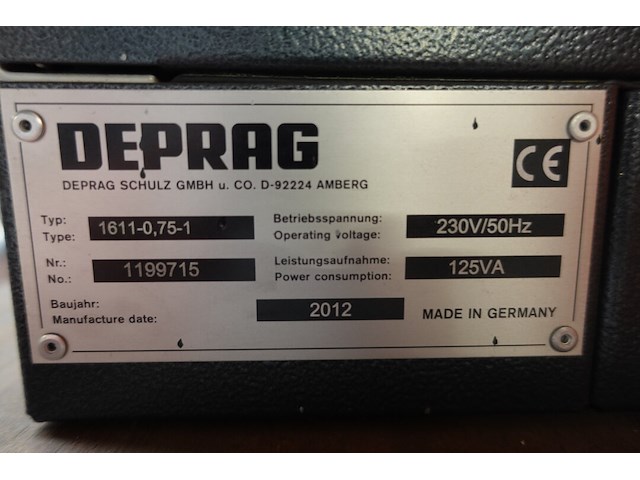 DEPRAG
CE
DEPRAG SCHULZ GMBH u. CO. D-92224 AMBERG
Typ:
Type:
1611-0,75-1
Betriebsspannung:
Operating voltage:
230V/50Hz
Nr.:
No.:
1199715
Leistungsaufnahme:
Power consumption:
125VA
Baujahr:
Manufacture date:
2012
MADE IN GERMANY